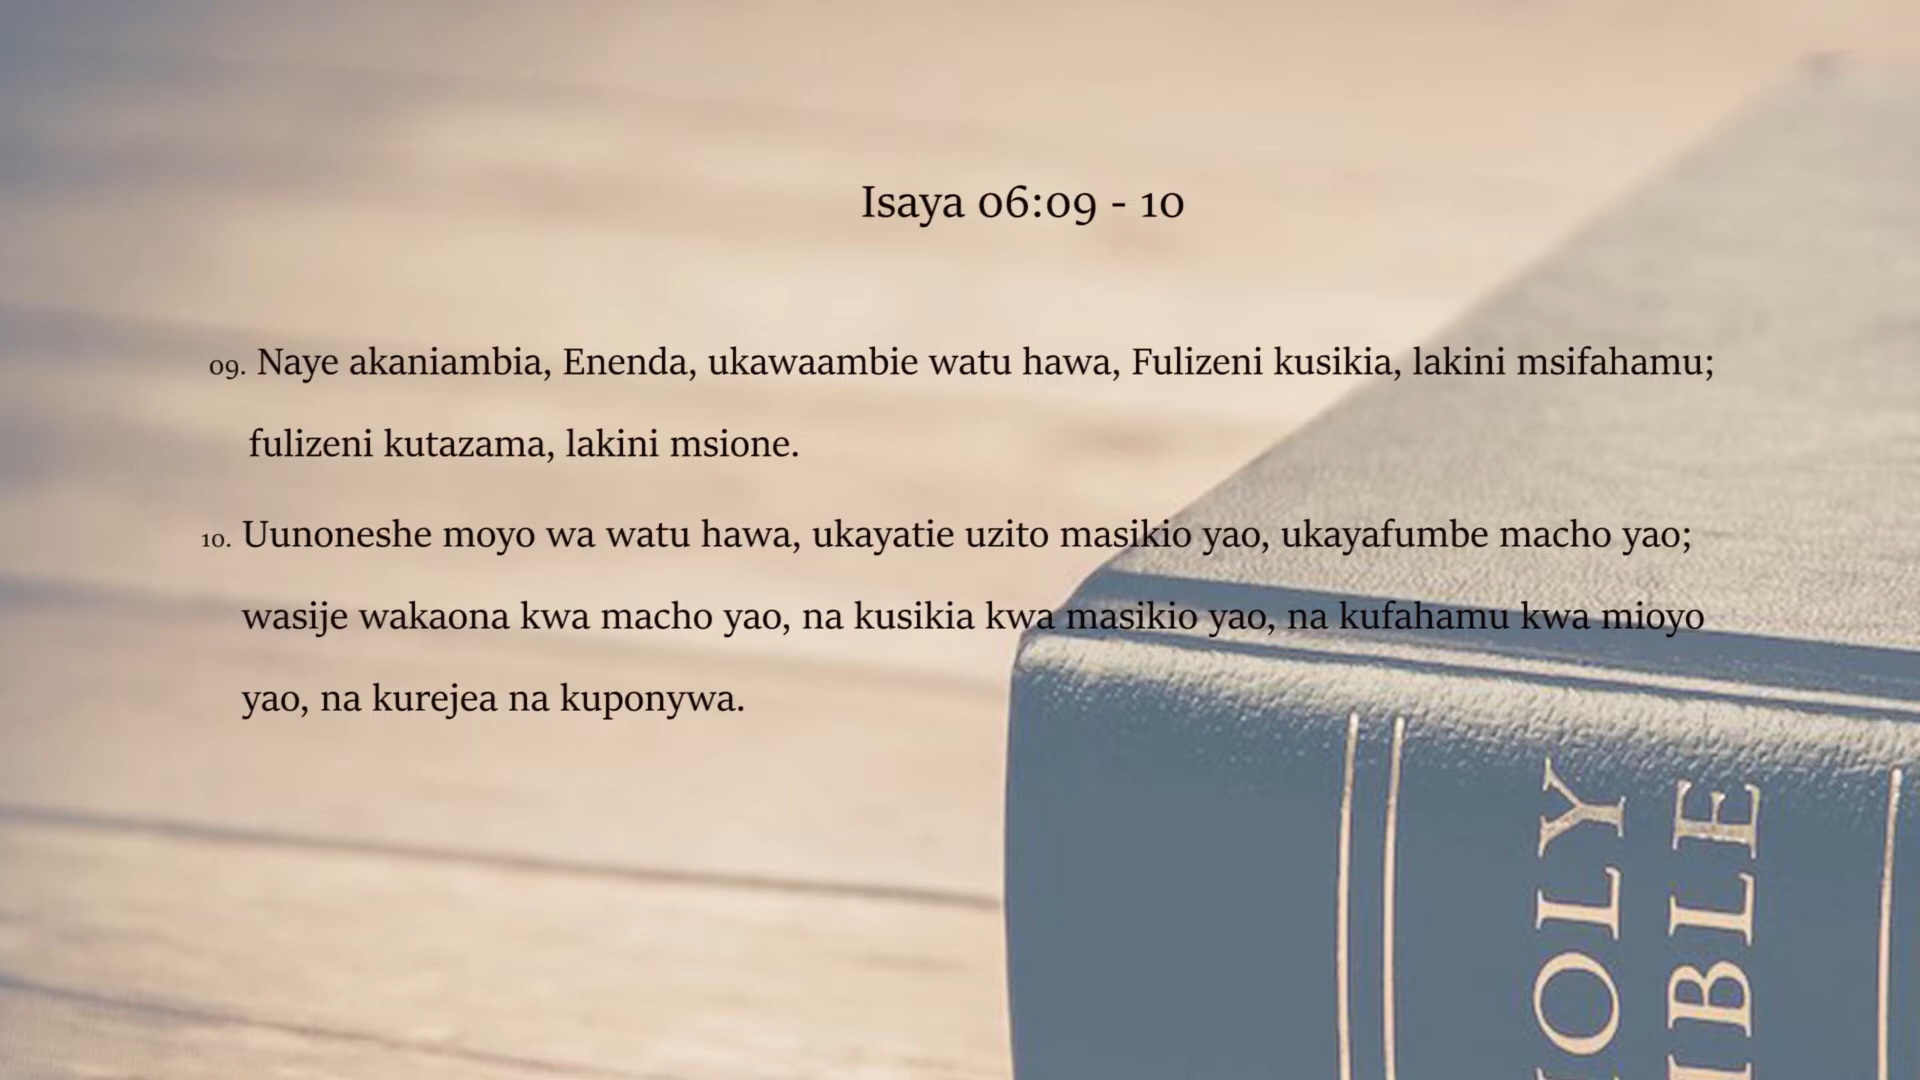 Isaya 06:09 - 10
09. Naye akaniambia, Enenda, ukawaambie watu hawa, Fulizeni kusikia, lakini msifahamu;
fulizeni kutazama, lakini msione.
10. Uunoneshe moyo wa watu hawa, ukayatie uzito masikio yao, ukayafumbe macho yao;
wasije wakaona kwa macho yao, na kusikia kwa masikio yao, na kufahamu kwa mioyo
yao, na kurejea na kuponywa.
HOLY
BIBLE